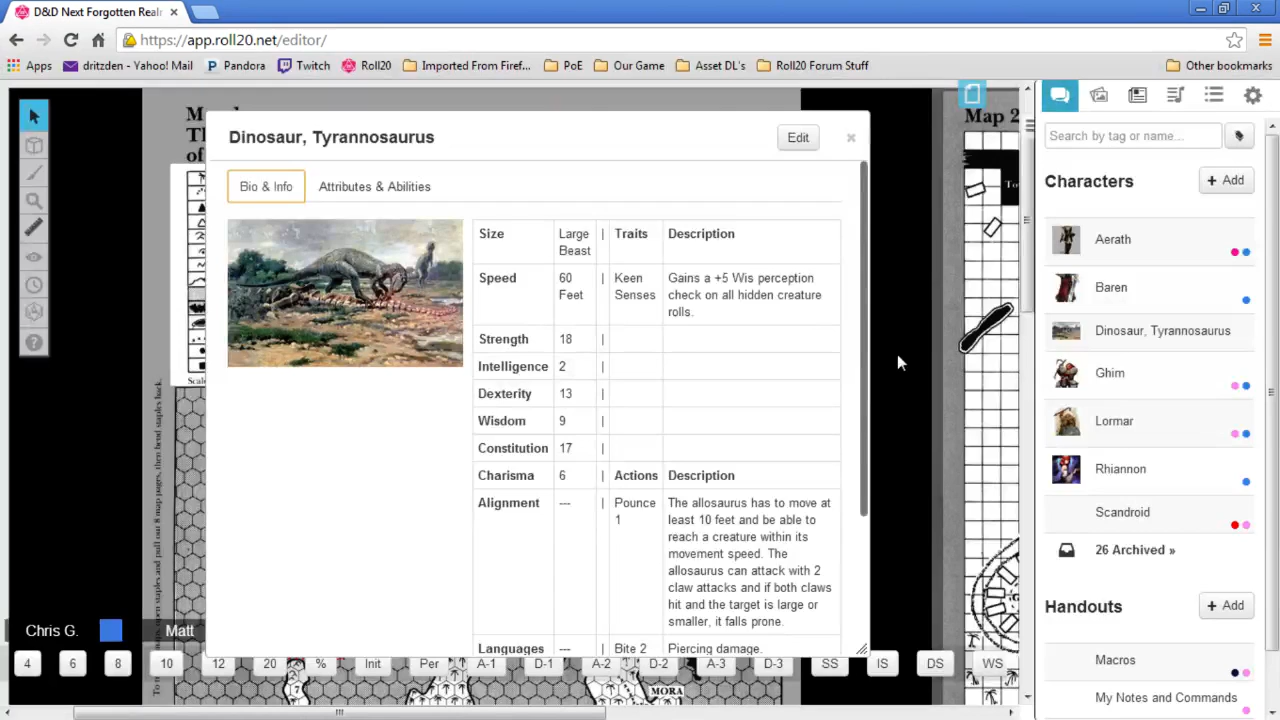 D&D Next Forgotten Real
https://app.roll20.net/editor/
Apps dritzden - Yahoo! Mail Pandora Twitch Roll20 Imported From Firef... PoE Our Game Asset DL's Roll20 Forum Stuff Other bookmarks
Map 2
Dinosaur, Tyrannosaurus
Edit
Bio & Info Attributes & Abilities
Size Large Beast | Traits Description
Speed 60 Feet | Keen Senses Gains a +5 Wis perception
check on all hidden creature
rolls.
Strength 18 |
Intelligence 2 |
Dexterity 13 |
Wisdom 9 |
Constitution 17 |
Charisma 6 | Actions Description
Alignment --- | Pounce 1 The allosaurus has to move at
least 10 feet and be able to
reach a creature within its
movement speed. The
allosaurus can attack with 2
claw attacks and if both claws
hit and the target is large or
smaller, it falls prone.
Languages --- | Bite 2 Piercing damage.
Search by tag or name...
Characters + Add
Aerath
Baren
Dinosaur, Tyrannosaurus
Ghim
Lormar
Rhiannon
Scandroid
26 Archived »
Handouts + Add
Macros
My Notes and Commands
Chris G. Matt
4 6 8 10 12 20 % Init Per A-1 D-1 A-2 D-2 A-3 D-3 SS IS DS WS
7
MORA